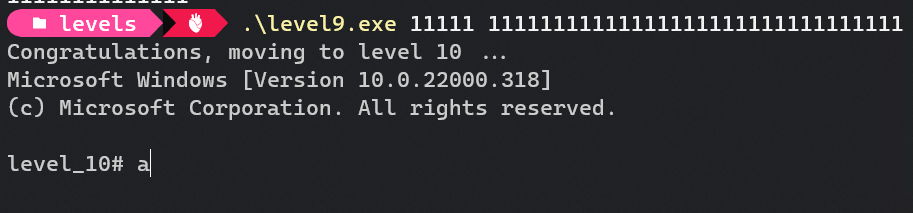 levels .\level9.exe 11111 11111111111111111111111111111111
Congratulations, moving to level 10 ...
Microsoft Windows [Version 10.0.22000.318]
(c) Microsoft Corporation. All rights reserved.
level_10# a